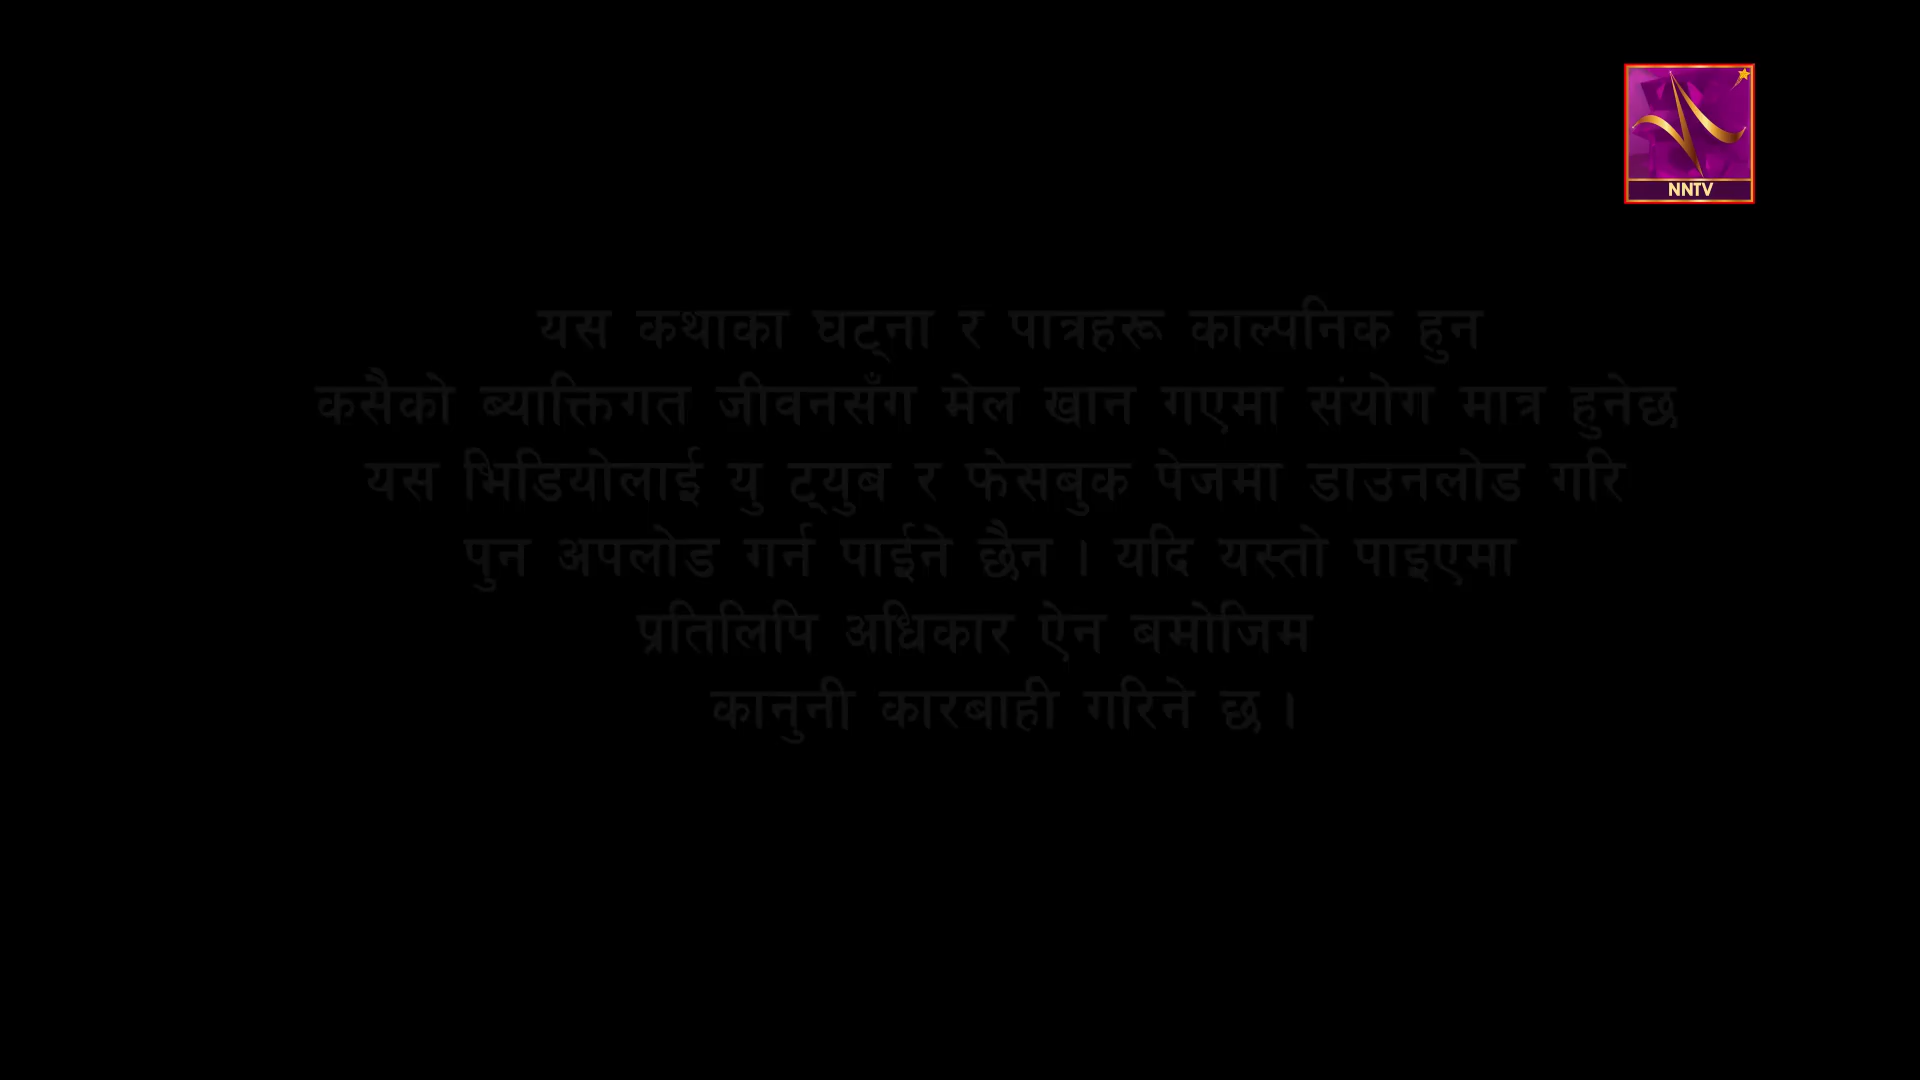 NNTV
यस कथाका घट्ना र पात्रहरू काल्पनिक हुन
कसैको ब्याक्तिगत जीवनसँग मेल खान गएमा संयोग मात्र हुनेछ
यस भिडियोलाई यु ट्युब र फेसबुक पेजमा डाउनलोड गरि
पुन अपलोड गर्न पाईने छैन । यदि यस्तो पाइएमा
प्रतिलिपि अधिकार ऐन बमोजिम
कानुनी कारबाही गरिने छ ।